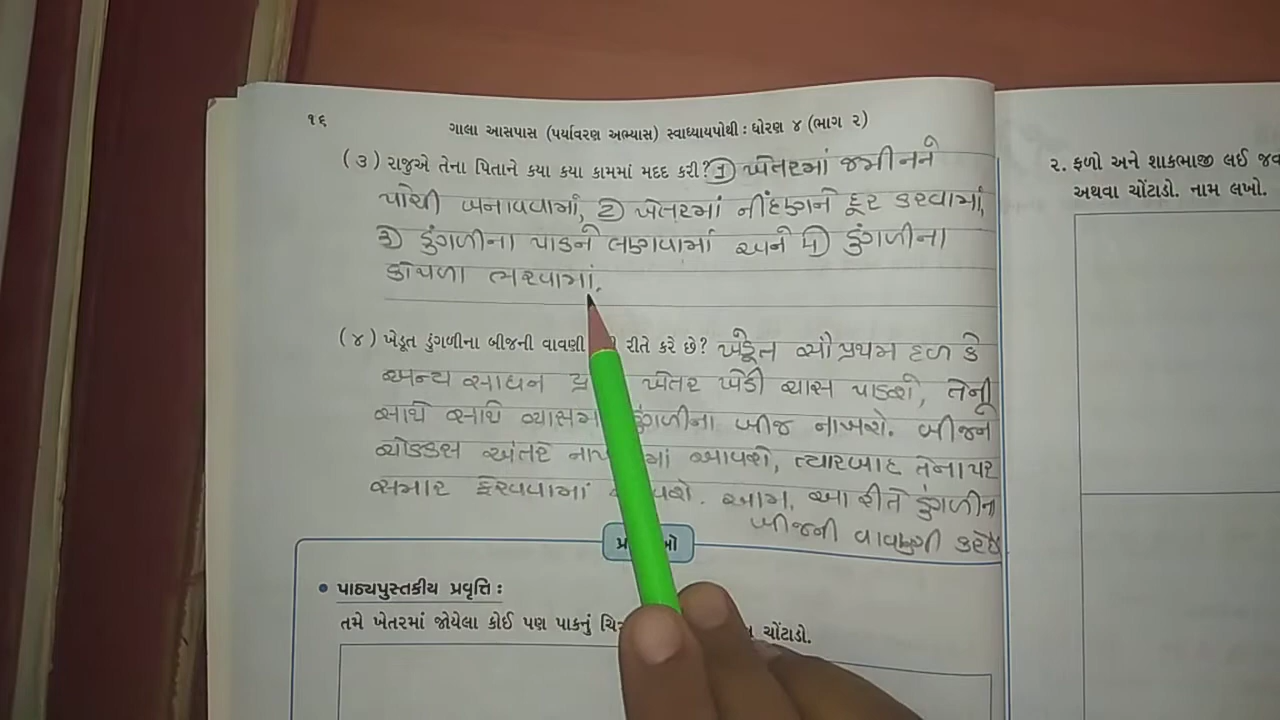 ૧૬
ગાલા આસપાસ (પર્યાવરણ અભ્યાસ) સ્વાધ્યાયપોથી : ધોરણ ૪ (ભાગ ૨)
(૩) રાજુએ તેના પિતાને કયા કયા કામમાં મદદ કરી? ① ખેતરમાં જમીનને
પોચી બનાવવામાં, ② ખેતરમાં નીંદણને દૂર કરવામાં,
③ ડુંગળીના પાકને લણવામાં અને ④ ડુંગળીના
કોથળા ભરવામાં.
(૪) ખેડૂત ડુંગળીના બીજની વાવણી રીતે કરે છે? ખેડૂત સૌ પ્રથમ હળ કે
અન્ય સાધન ખેતર ખેડી ચાસ પાડશે, તેની
સાથે સાથે ચાસમાં ડુંગળીના બીજ નાખશે. બીજને
ચોક્કસ અંતરે આવશે, ત્યારબાદ તેના પર
સમાર ફેરવવામાં આવશે. આમ, આ રીતે ડુંગળીના
બીજની વાવણી કરે છે
• પાઠ્યપુસ્તકીય પ્રવૃત્તિ :
તમે ખેતરમાં જોયેલા કોઈ પણ પાકનું ચોંટાડો.
૨. ફળો અને શાકભાજી લઈ જવ
અથવા ચોંટાડો. નામ લખો.